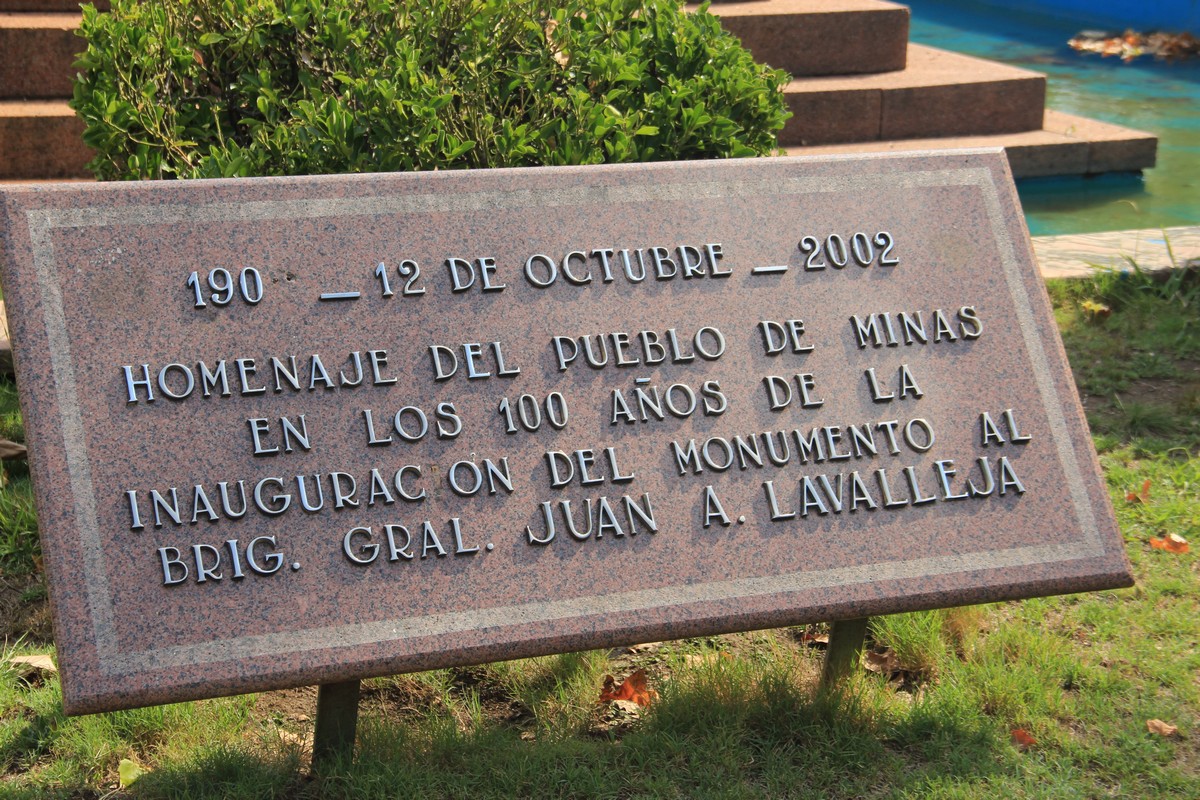 190 _ 12 DE OCTUBRE _ 2002
HOMENAJE DEL PUEBLO DE MINAS
EN LOS 100 AÑOS DE LA
INAUGURAC ON DEL MONUMENTO AL
BRIG. GRAL. JUAN A. LAVALLEJA